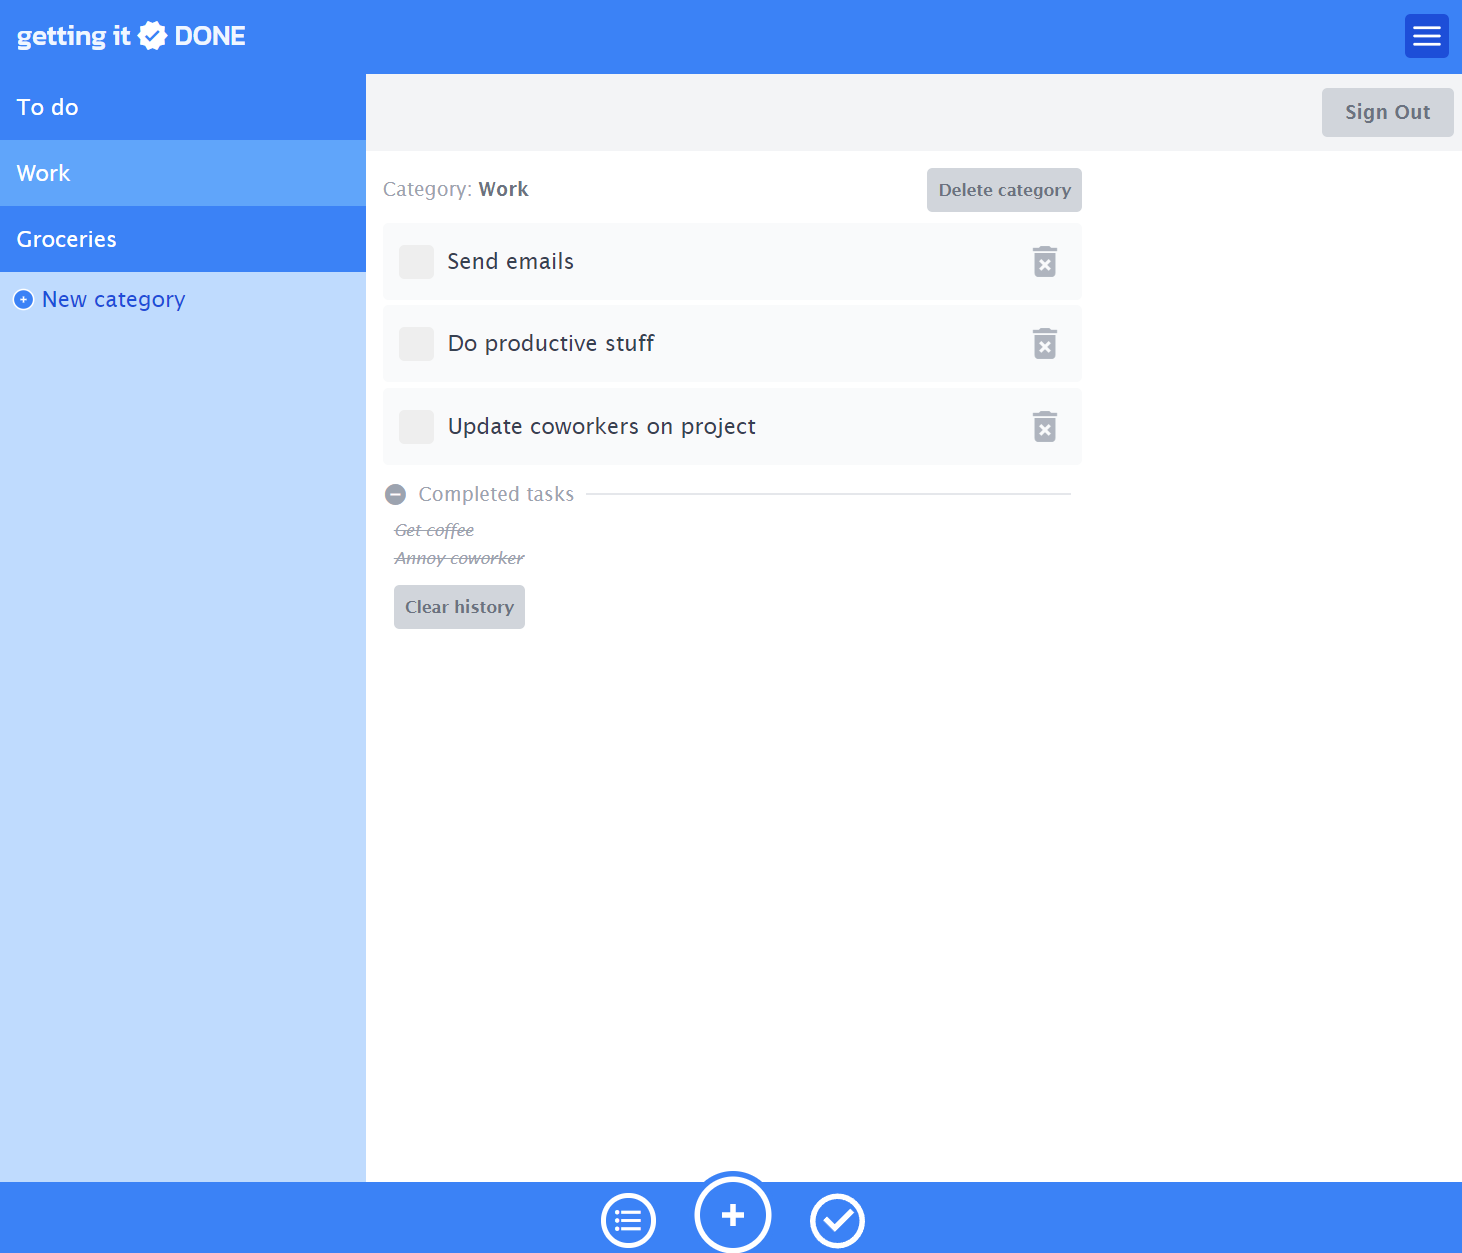 getting it DONE
To do
Work
Groceries
New category
Sign Out
Category: Work
Delete category
Send emails
Do productive stuff
Update coworkers on project
Completed tasks
Get coffee
Annoy coworker
Clear history